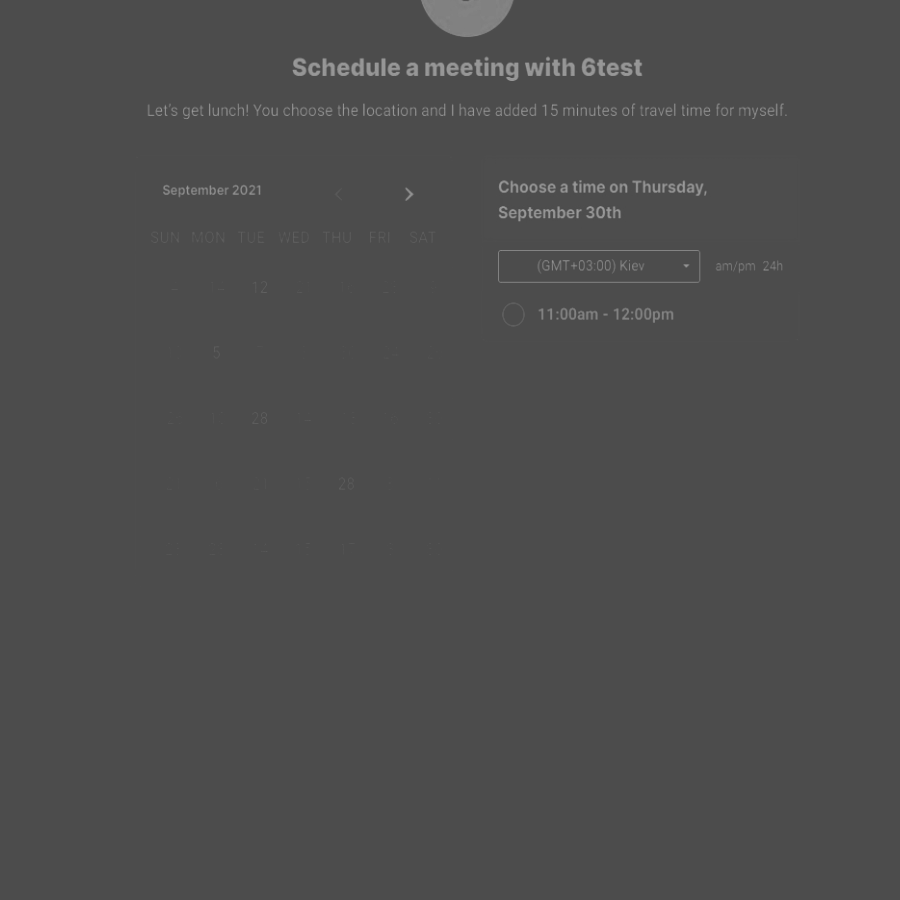 Schedule a meeting with 6test
Let's get lunch! You choose the location and I have added 15 minutes of travel time for myself.
September 2021
SUN MON TUE WED THU FRI SAT
12
5
28
28
Choose a time on Thursday,
September 30th
(GMT+03:00) Kiev
am/pm 24h
11:00am - 12:00pm